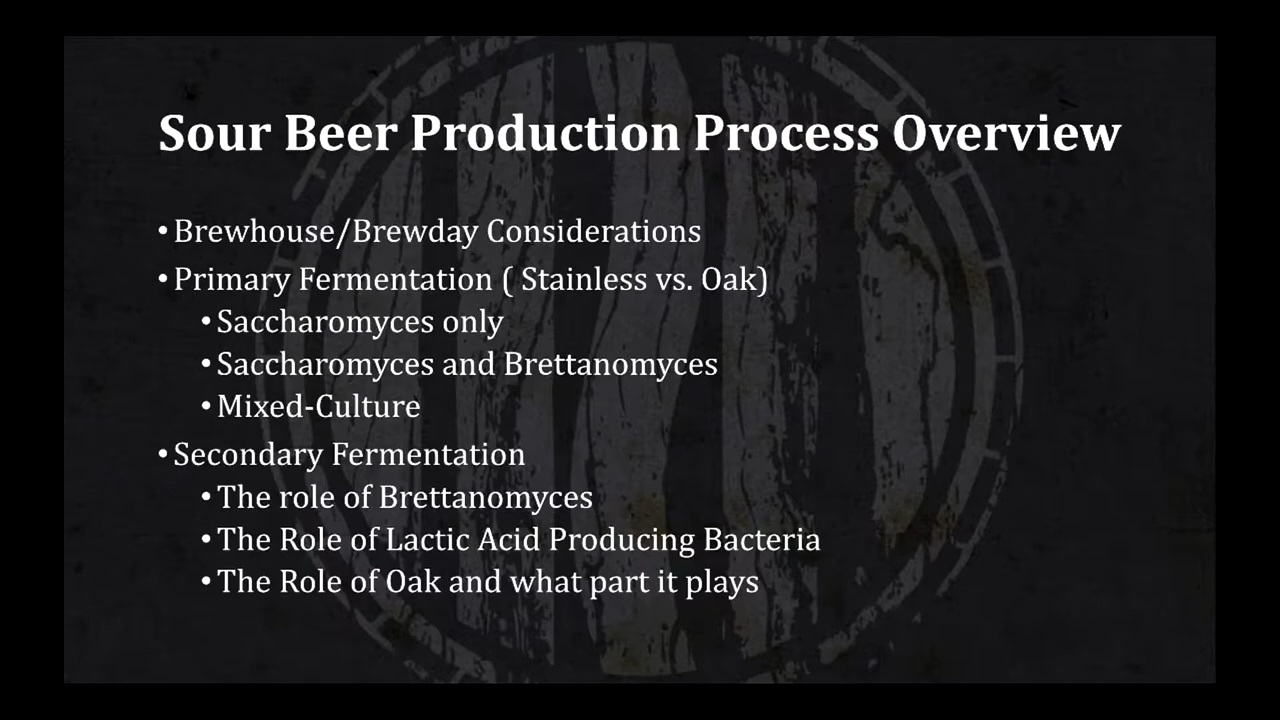 Sour Beer Production Process Overview
• Brewhouse/Brewday Considerations
• Primary Fermentation ( Stainless vs. Oak)
• Saccharomyces only
• Saccharomyces and Brettanomyces
• Mixed-Culture
• Secondary Fermentation
• The role of Brettanomyces
• The Role of Lactic Acid Producing Bacteria
• The Role of Oak and what part it plays